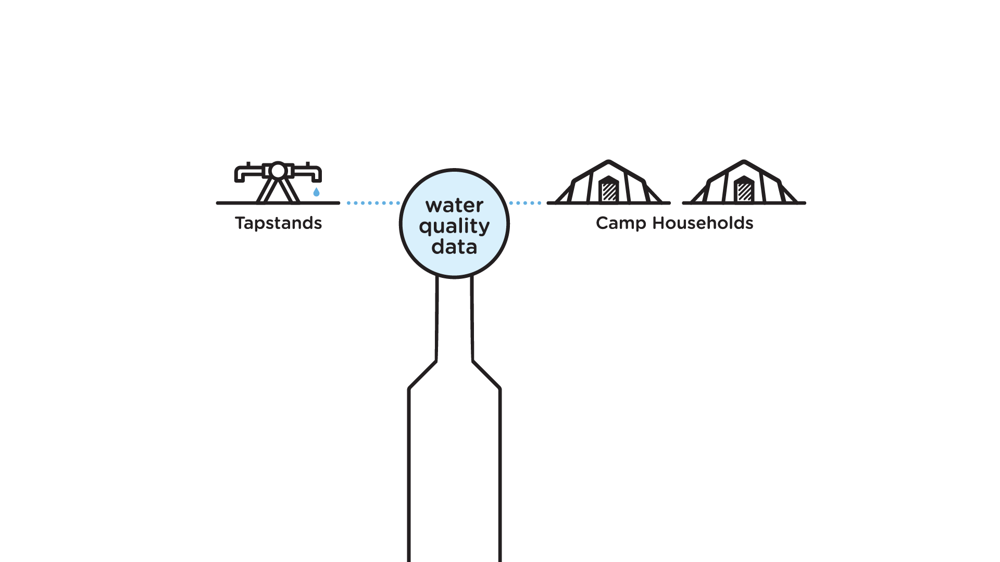 Tapstands
water
quality
data
Camp Households